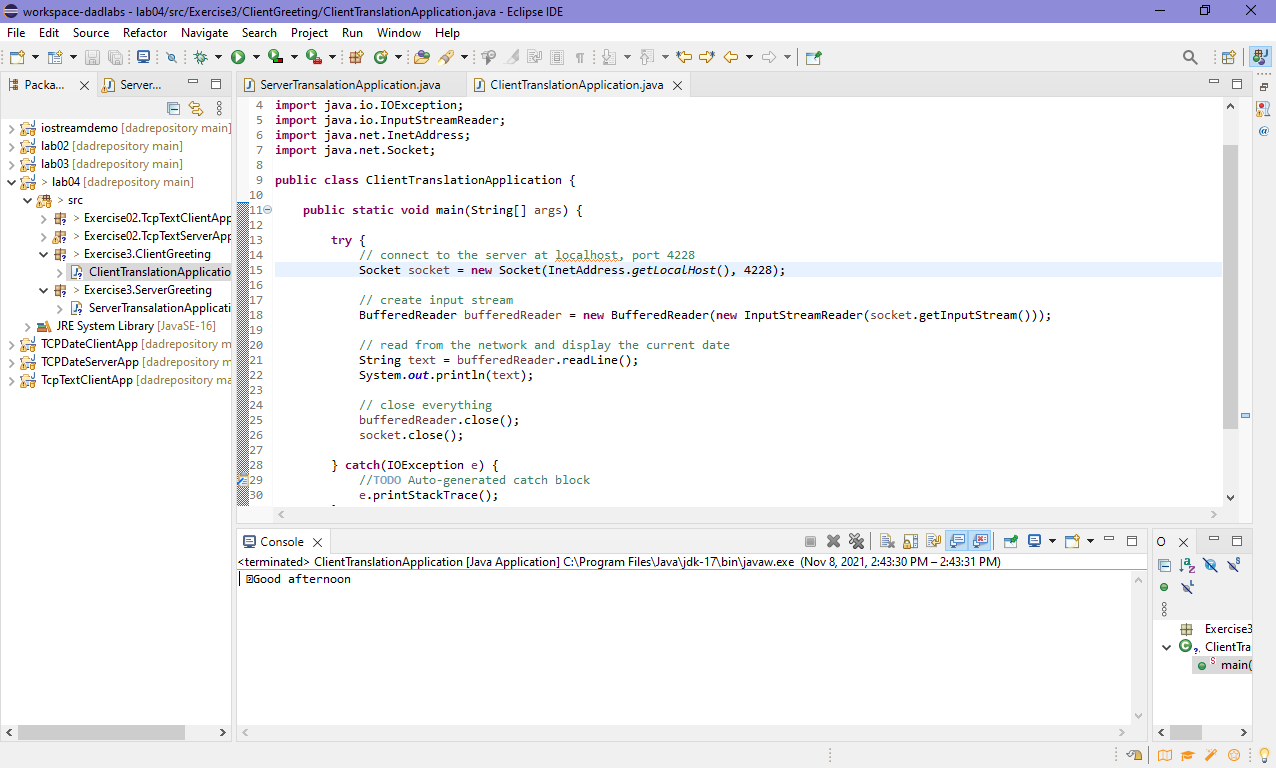 workspace-dadlabs - lab04/src/Exercise3/ClientGreeting/ClientTranslationApplication.java - Eclipse IDE
File Edit Source Refactor Navigate Search Project Run Window Help
Packa...
Server...
iostreamdemo [dadrepository main]
lab02 [dadrepository main]
lab03 [dadrepository main]
> lab04 [dadrepository main]
> src
> Exercise02.TcpTextClientApp
> Exercise02.TcpTextServerApp
> Exercise3.ClientGreeting
ClientTranslationApplicatio
> Exercise3.ServerGreeting
ServerTransalationApplicati
JRE System Library [JavaSE-16]
TCPDateClientApp [dadrepository m
TCPDateServerApp [dadrepository m
TcpTextClientApp [dadrepository ma
ServerTransalationApplication.java
ClientTranslationApplication.java
4 import java.io.IOException;
5 import java.io.InputStreamReader;
6 import java.net.InetAddress;
7 import java.net.Socket;
8
9 public class ClientTranslationApplication {
10
11 public static void main(String[] args) {
12
13 try {
14 // connect to the server at localhost, port 4228
15 Socket socket = new Socket(InetAddress.getLocalHost(), 4228);
16
17 // create input stream
18 BufferedReader bufferedReader = new BufferedReader(new InputStreamReader(socket.getInputStream()));
19
20 // read from the network and display the current date
21 String text = bufferedReader.readLine();
22 System.out.println(text);
23
24 // close everything
25 bufferedReader.close();
26 socket.close();
27
28 } catch(IOException e) {
29 //TODO Auto-generated catch block
30 e.printStackTrace();
Console
<terminated> ClientTranslationApplication [Java Application] C:\Program Files\Java\jdk-17\bin\javaw.exe (Nov 8, 2021, 2:43:30 PM – 2:43:31 PM)
Good afternoon
O
Exercise3
ClientTra
main(